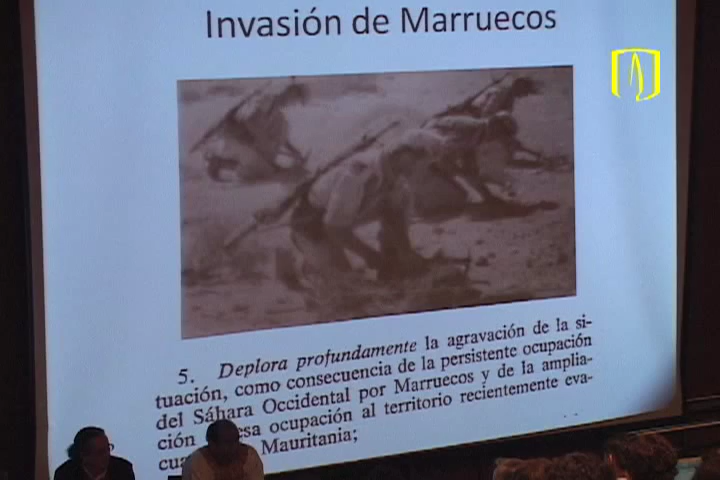 Invasión de Marruecos
5. Deplora profundamente la agravación de la si-
tuación, como consecuencia de la persistente ocupación
del Sáhara Occidental por Marruecos y de la amplia-
ción esa ocupación al territorio recientemente eva-
cua Mauritania;